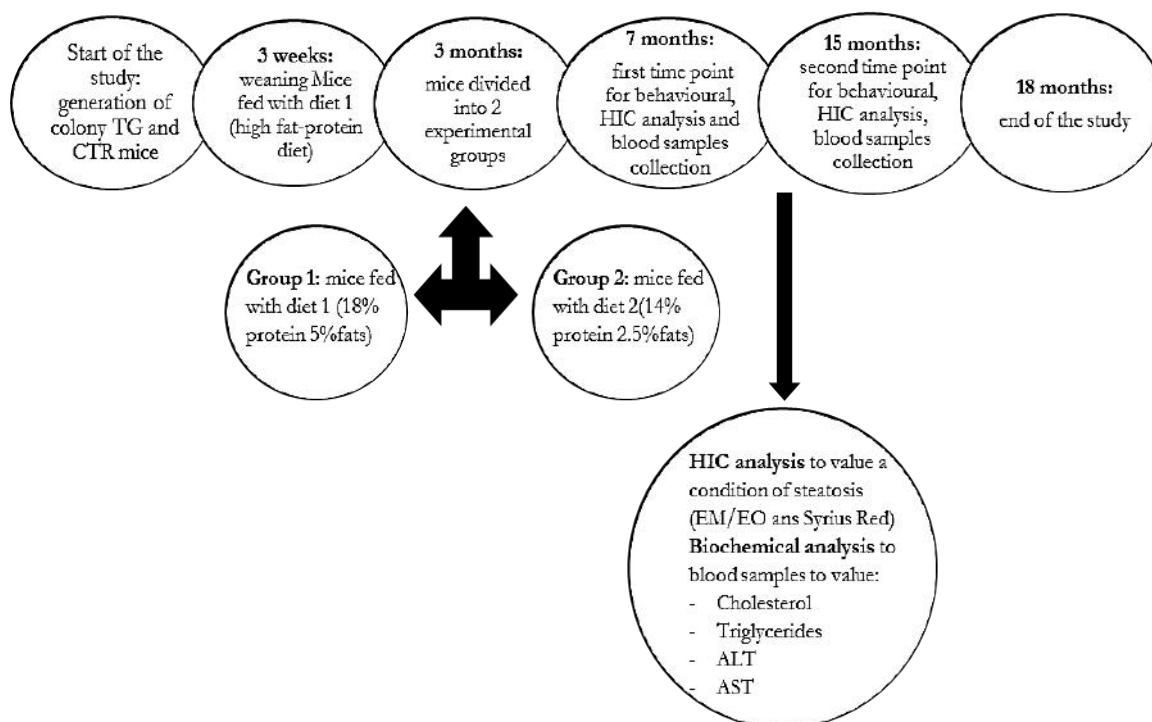 Start of the
study:
generation of
colony TG and
CTR mice
3 weeks:
weaning Mice
fed with diet 1
(high fat-protein
diet)
3 months:
mice divided
into 2
experimental
groups
7 months:
first time point
for behavioural,
HIC analysis and
blood samples
collection
15 months:
second time point
for behavioural,
HIC analysis,
blood samples
collection
18 months:
end of the study
Group 1: mice fed
with diet 1 (18%
protein 5%fats)
Group 2: mice fed
with diet 2(14%
protein 2.5%fats)
HIC analysis to value a
condition of steatosis
(EM/EO ans Syrius Red)
Biochemical analysis to
blood samples to value:
- Cholesterol
- Triglycerides
- ALT
- AST